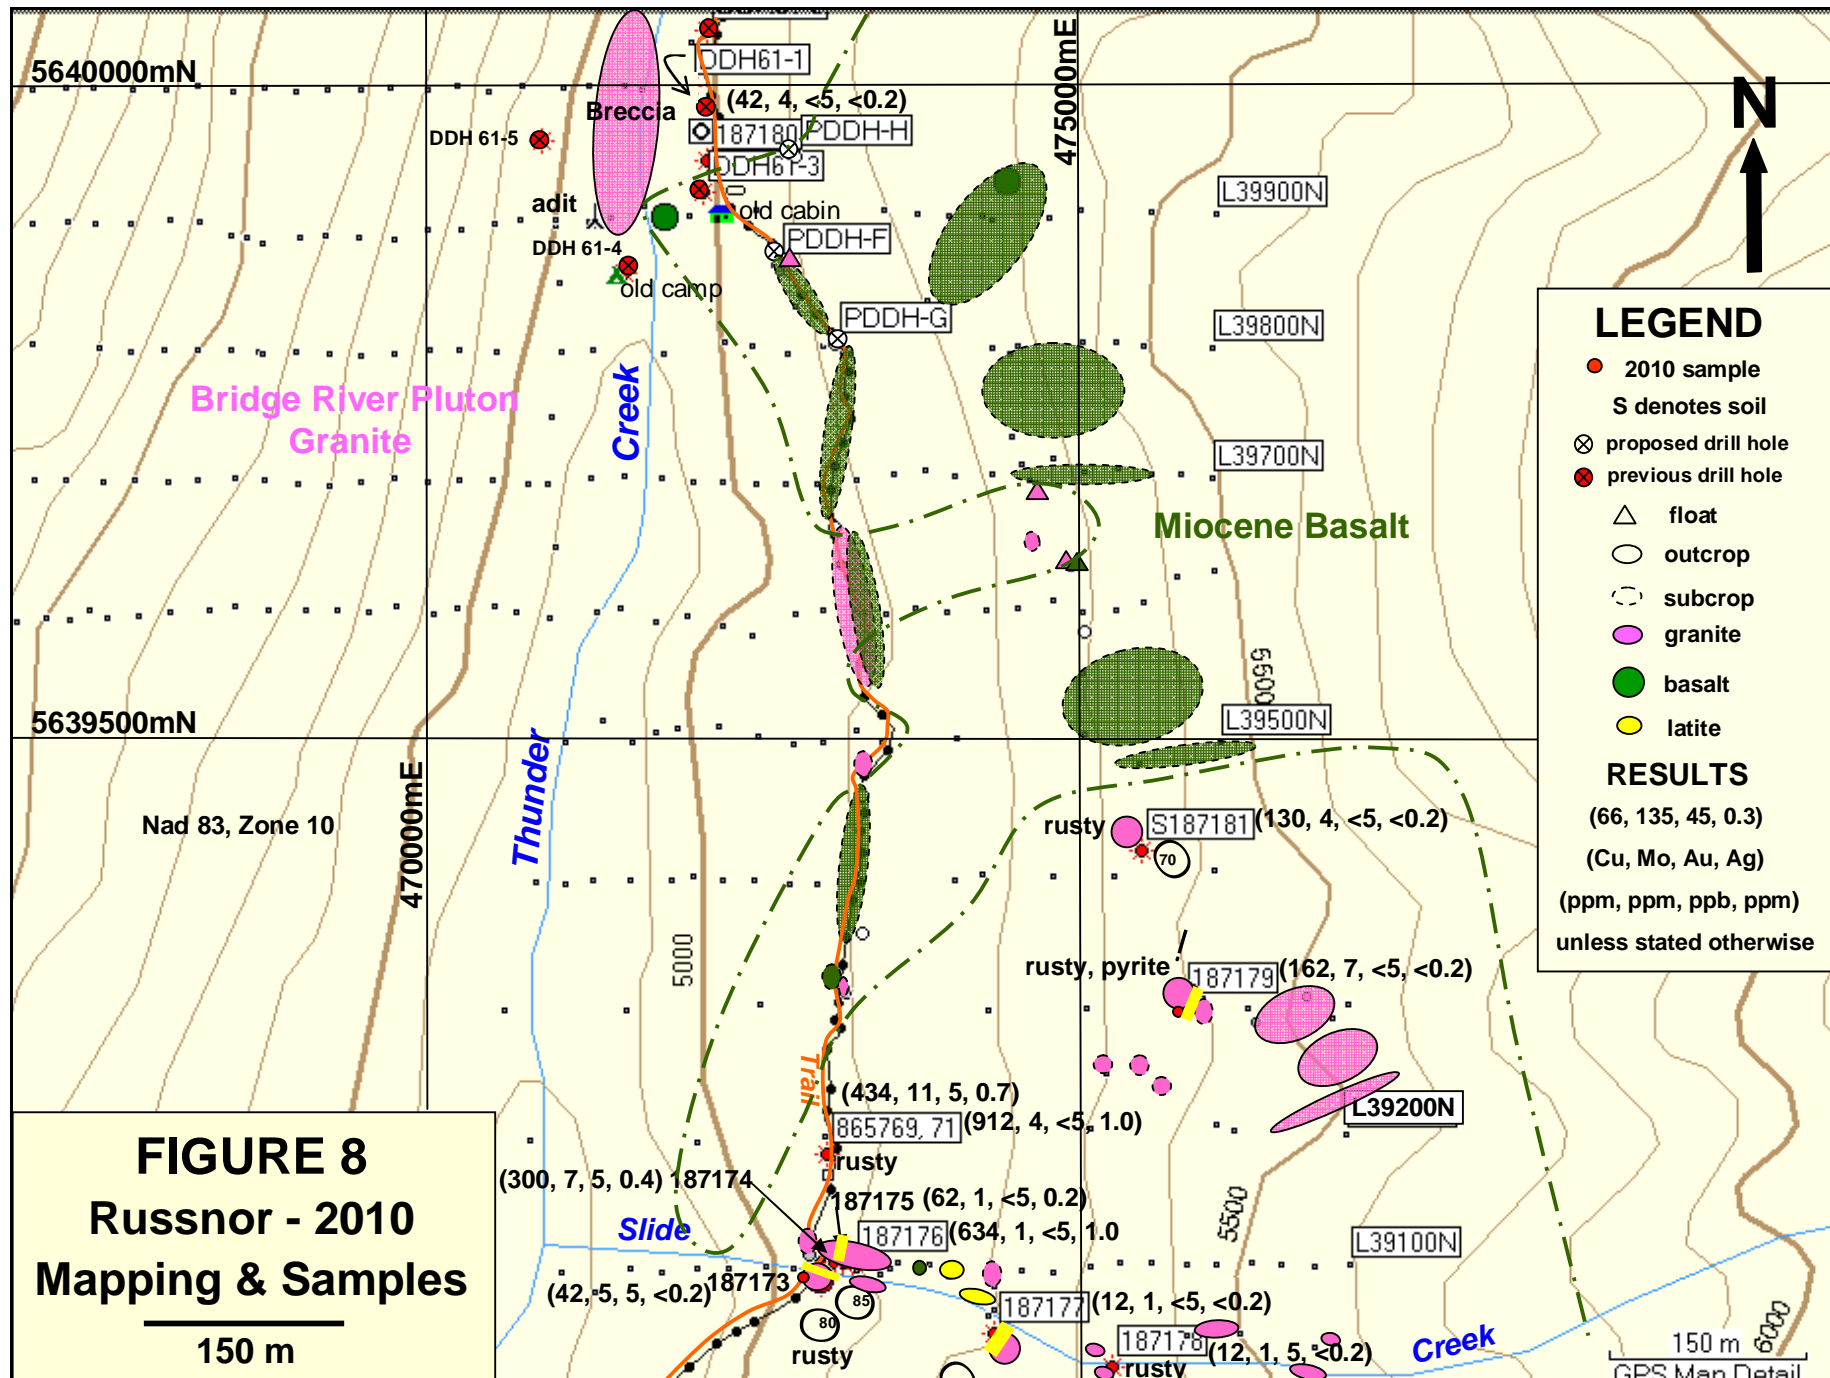 5640000mN
475000mE
N
DDH61-1
Breccia
(42, 4, <5, <0.2)
187180
PDDH-H
DDH 61-5
DDH61-3
L39900N
adit
old cabin
DDH 61-4
PDDH-F
old camp
PDDH-G
L39800N
Bridge River Pluton
Granite
Creek
L39700N
Miocene Basalt
5500
L39500N
5639500mN
470000mE
Thunder
Nad 83, Zone 10
rusty
S187181
(130, 4, <5, <0.2)
70
5000
rusty, pyrite
187179
(162, 7, <5, <0.2)
Trail
L39200N
(434, 11, 5, 0.7)
865769, 71
(912, 4, <5, 1.0)
rusty
(300, 7, 5, 0.4) 187174
187175 (62, 1, <5, 0.2)
5500
Slide
187176
(634, 1, <5, 1.0
L39100N
(42, 5, 5, <0.2)
187173
85
80
rusty
187177
(12, 1, <5, <0.2)
187178
(12, 1, 5, <0.2)
rusty
Creek
6000
150 m
GPS Map Detail
LEGEND
2010 sample
S denotes soil
proposed drill hole
previous drill hole
float
outcrop
subcrop
granite
basalt
latite
RESULTS
(66, 135, 45, 0.3)
(Cu, Mo, Au, Ag)
(ppm, ppm, ppb, ppm)
unless stated otherwise
FIGURE 8
Russnor - 2010
Mapping & Samples
150 m